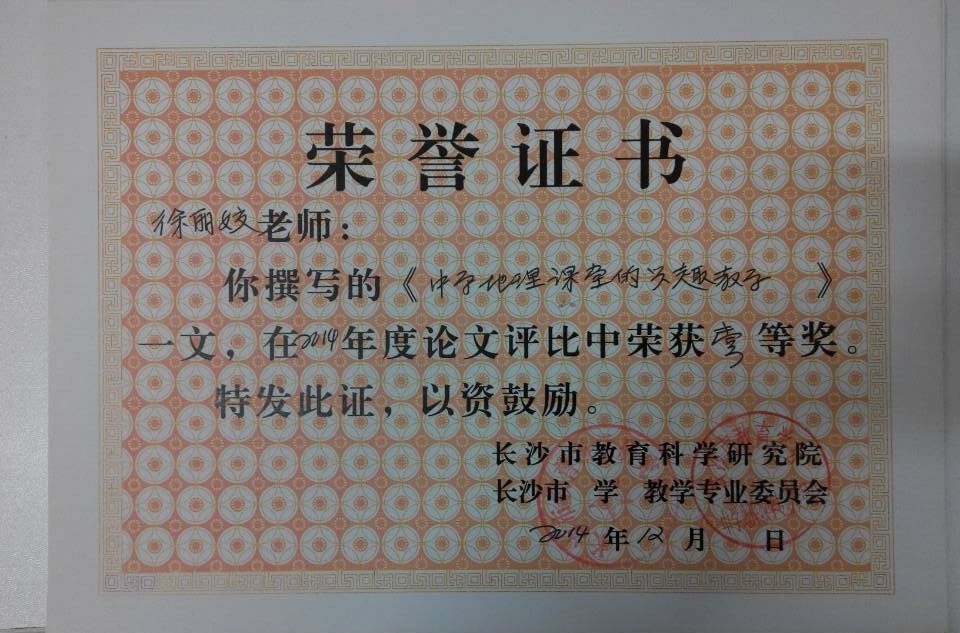 荣誉证书
徐丽姣老师：
你撰写的《中学地理课堂的兴趣教学》
一文，在2014年度论文评比中荣获 等奖。
特发此证，以资鼓励。
长沙市教育科学研究院
长沙市 学 教学专业委员会
2014年12月 日